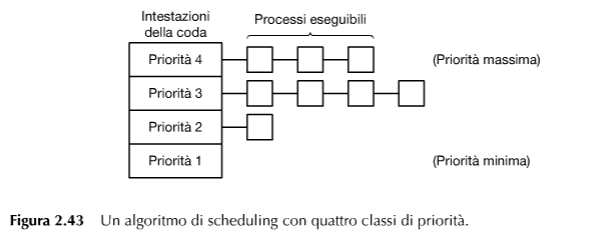 Intestazioni
della coda
Processi eseguibili
Priorità 4
(Priorità massima)
Priorità 3
Priorità 2
Priorità 1
(Priorità minima)
Figura 2.43 Un algoritmo di scheduling con quattro classi di priorità.